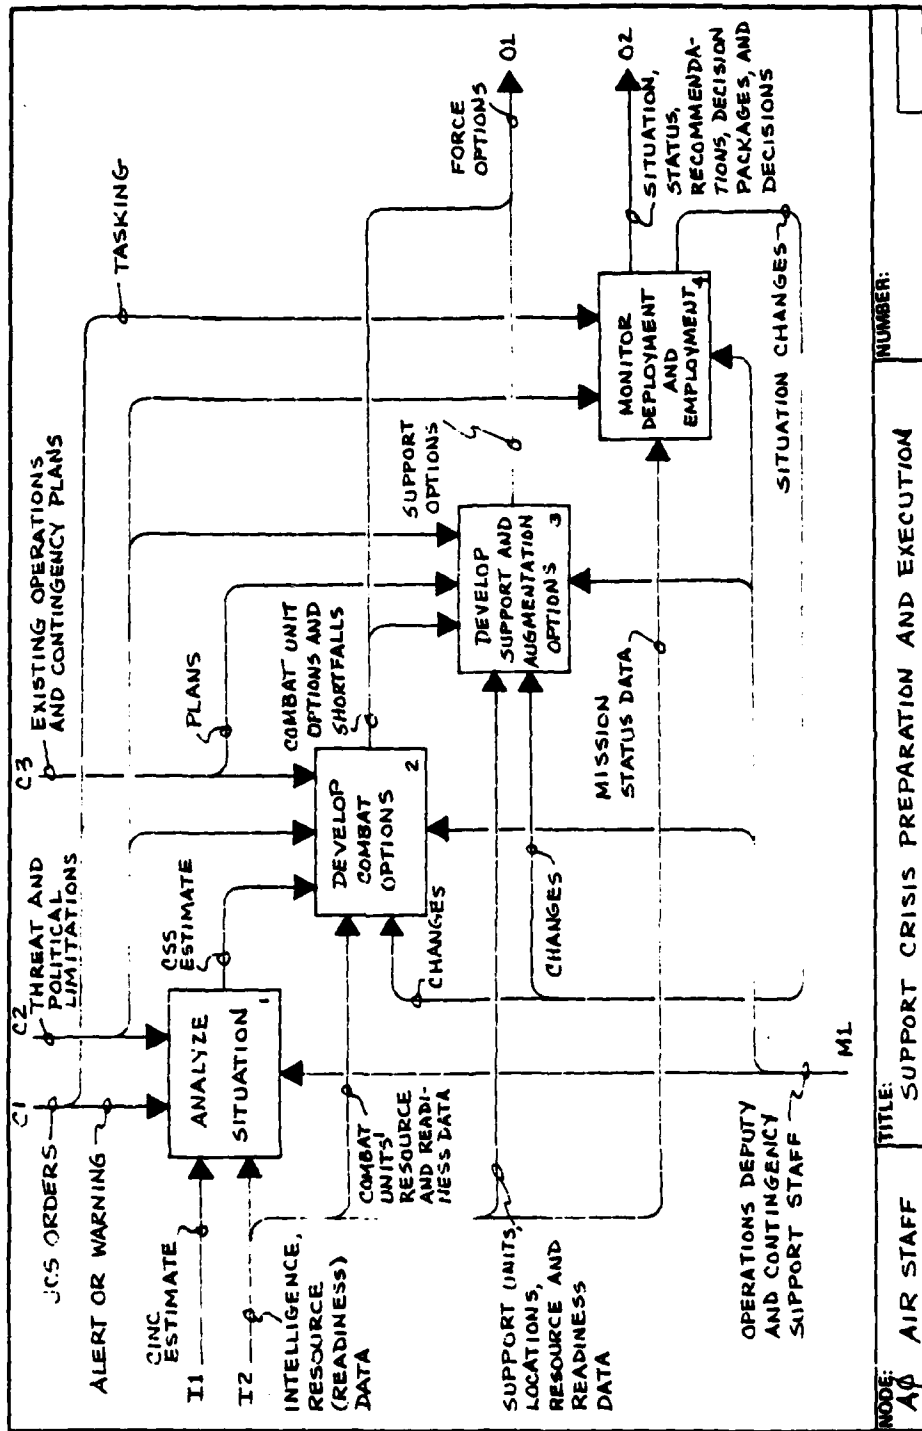 C1
JCS ORDERS
ALERT OR WARNING
C2
THREAT AND
POLITICAL
LIMITATIONS
C3
EXISTING OPERATIONS
AND CONTINGENCY PLANS
TASKING
PLANS
CINC
ESTIMATE
I1
I2
INTELLIGENCE,
RESOURCE
(READINESS)
DATA
ANALYZE
SITUATION
1
CSS
ESTIMATE
DEVELOP
COMBAT
OPTIONS
2
COMBAT UNIT
OPTIONS AND
SHORTFALLS
CHANGES
COMBAT
UNITS'
RESOURCE
AND READI-
NESS DATA
DEVELOP
SUPPORT AND
AUGMENTATION
OPTIONS
3
SUPPORT
OPTIONS
FORCE
OPTIONS
O1
CHANGES
SUPPORT UNITS,
LOCATIONS,
RESOURCE AND
READINESS
DATA
MISSION
STATUS DATA
MONITOR
DEPLOYMENT
AND
EMPLOYMENT
4
O2
SITUATION,
STATUS,
RECOMMENDA-
TIONS, DECISION
PACKAGES, AND
DECISIONS
SITUATION CHANGES
OPERATIONS DEPUTY
AND CONTINGENCY
SUPPORT STAFF
M1
NODE:
AØ AIR STAFF
TITLE:
SUPPORT CRISIS PREPARATION AND EXECUTION
NUMBER: